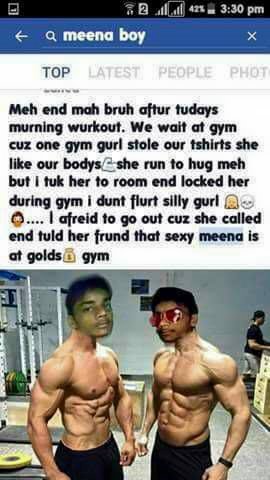 2 42% 3:30 pm
meena boy
TOP LATEST PEOPLE PHOT
Meh end mah bruh aftur tudays
murning wurkout. We wait at gym
cuz one gym gurl stole our tshirts she
like our bodys💪she run to hug meh
but i tuk her to room end locked her
during gym i dunt flurt silly gurl 👩💀
🙅.... I afreid to go out cuz she called
end tuld her frund that sexy meena is
at golds💰 gym